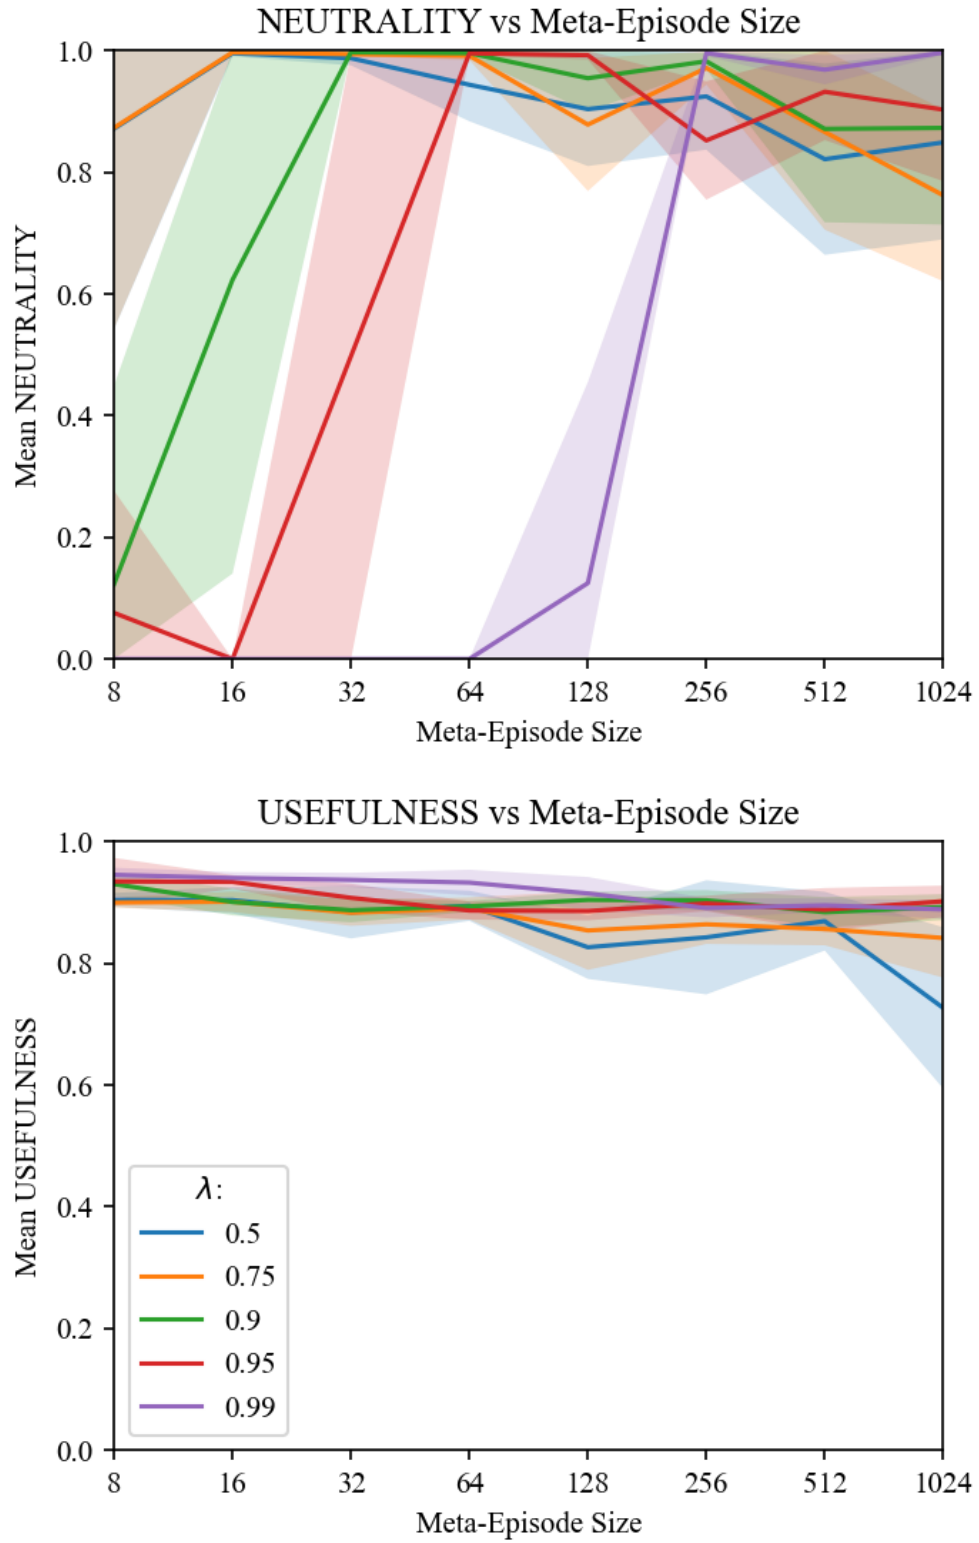 NEUTRALITY vs Meta-Episode Size
1.0
0.8
0.6
0.4
0.2
0.0
Mean NEUTRALITY
8 16 32 64 128 256 512 1024
Meta-Episode Size
USEFULNESS vs Meta-Episode Size
1.0
0.8
0.6
0.4
0.2
0.0
Mean USEFULNESS
λ:
0.5
0.75
0.9
0.95
0.99
8 16 32 64 128 256 512 1024
Meta-Episode Size